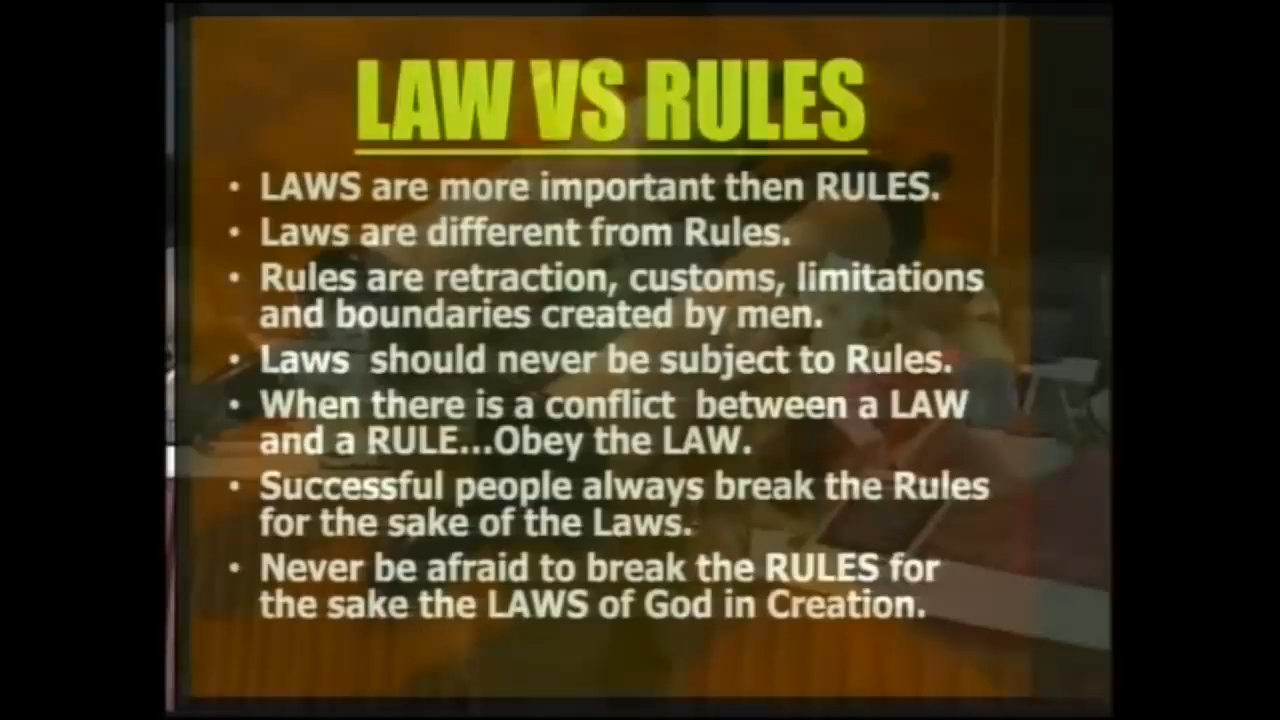 LAW VS RULES
• LAWS are more important then RULES.
• Laws are different from Rules.
• Rules are retraction, customs, limitations
and boundaries created by men.
• Laws should never be subject to Rules.
• When there is a conflict between a LAW
and a RULE...Obey the LAW.
• Successful people always break the Rules
for the sake of the Laws.
• Never be afraid to break the RULES for
the sake the LAWS of God in Creation.